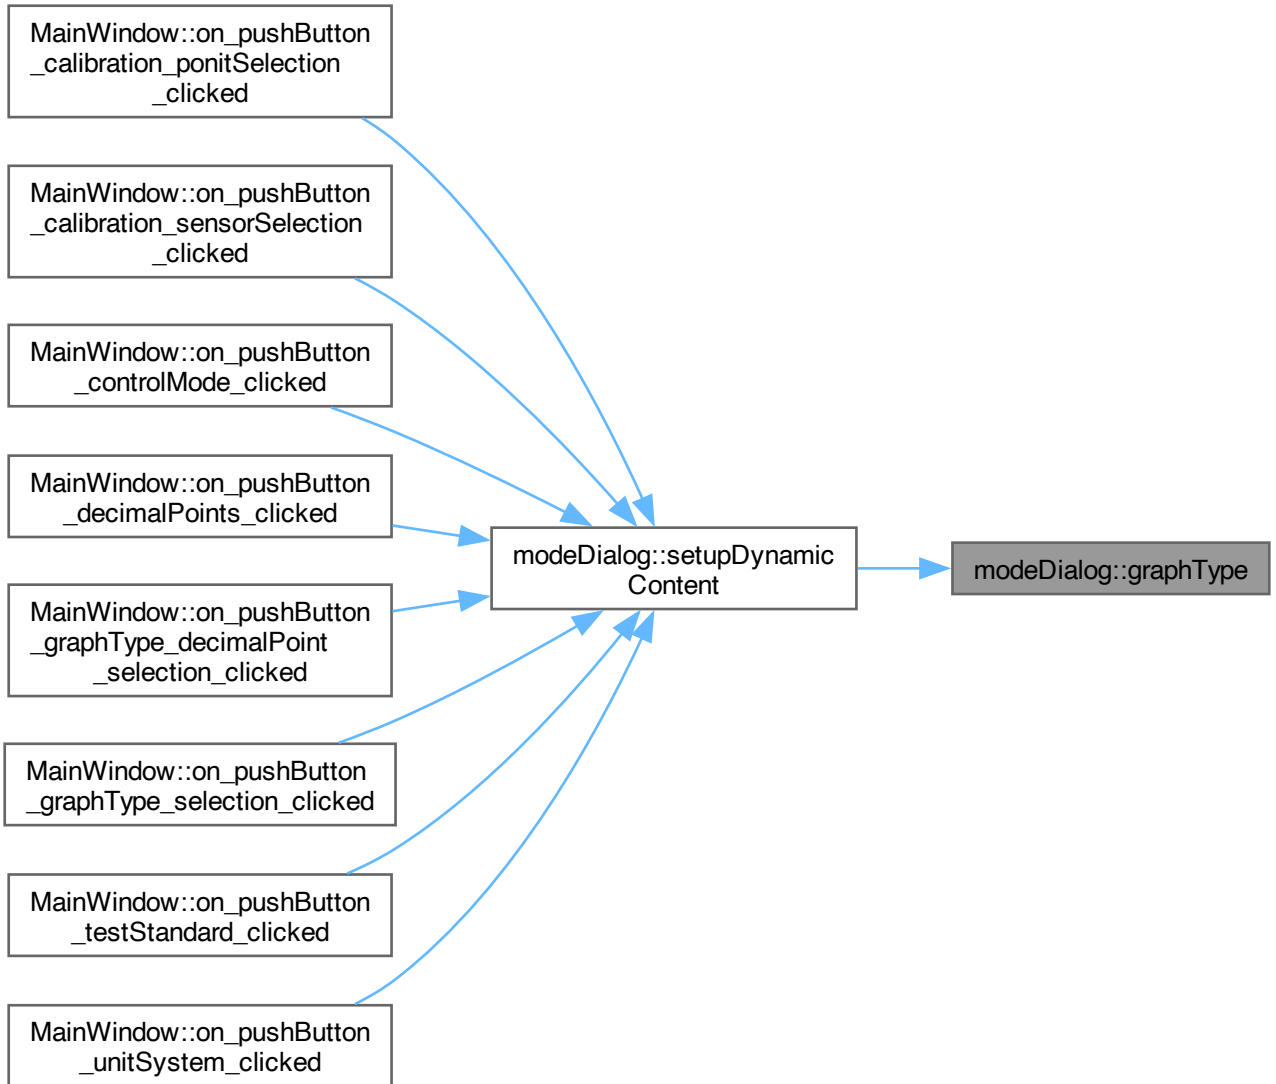 MainWindow::on_pushButton
_calibration_ponitSelection
_clicked
MainWindow::on_pushButton
_calibration_sensorSelection
_clicked
MainWindow::on_pushButton
_controlMode_clicked
MainWindow::on_pushButton
_decimalPoints_clicked
MainWindow::on_pushButton
_graphType_decimalPoint
_selection_clicked
MainWindow::on_pushButton
_graphType_selection_clicked
MainWindow::on_pushButton
_testStandard_clicked
MainWindow::on_pushButton
_unitSystem_clicked
modeDialog::setupDynamic
Content
modeDialog::graphType